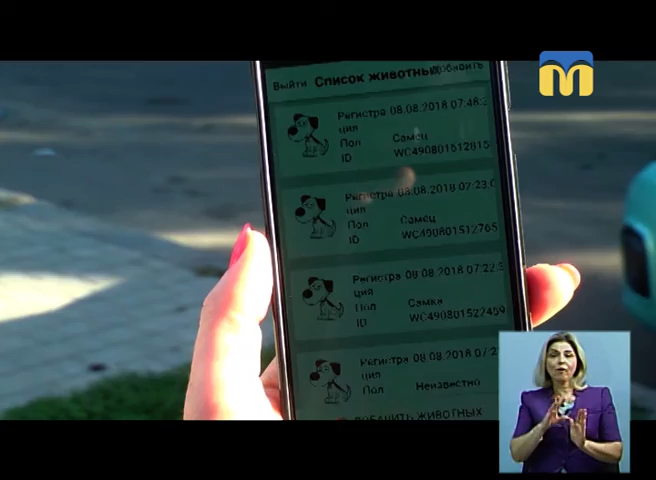 Выйти Список животных Добавить
Регистра 08.08.2018 07:48:
ция
Пол Самец
ID WC490801512815
Регистра 08.08.2018 07:23:0
ция
Пол Самец
ID WC490801512765
Регистра 08.08.2018 07:22:
ция
Пол Самка
ID WC490801527459
Регистра 08.08.2018 07:2
ция
Пол Неизвестно
ДОБАВИТЬ ЖИВОТНЫХ